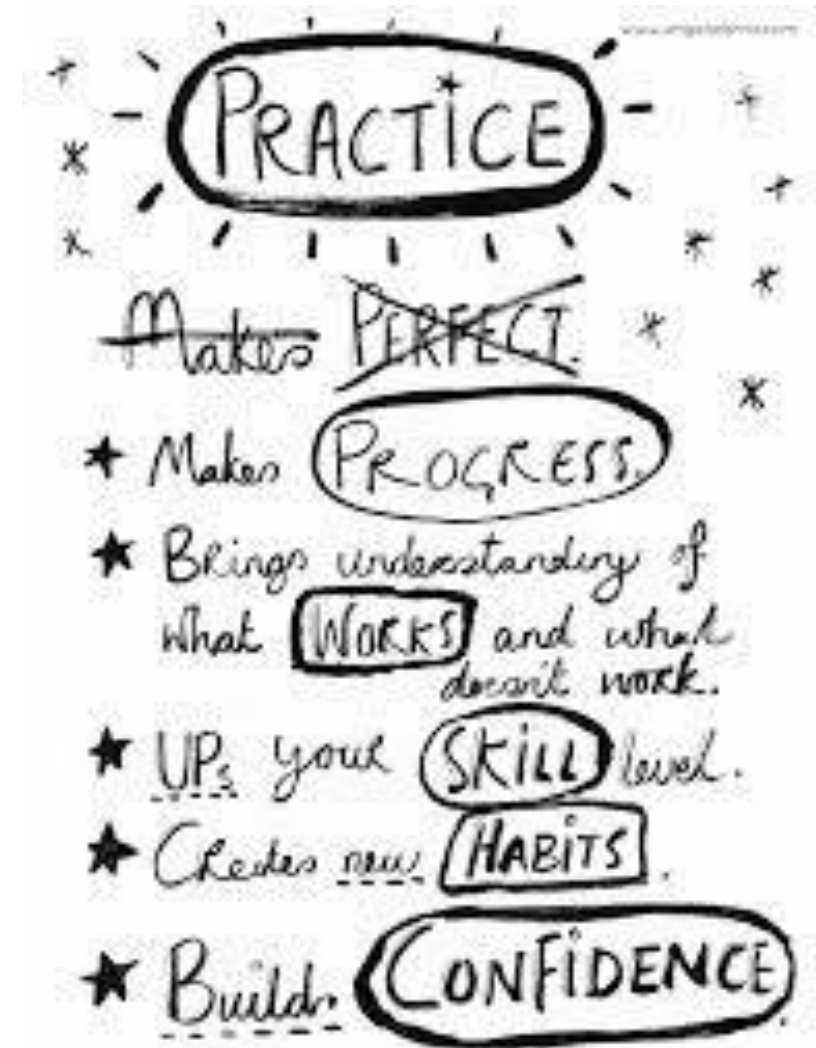 PRACTICE
Makes PERFECT.
Makes PROGRESS.
Brings understanding of
what WORKS and what
doesn't work.
UPs your SKILL level.
Creates new HABITS.
Builds CONFIDENCE.